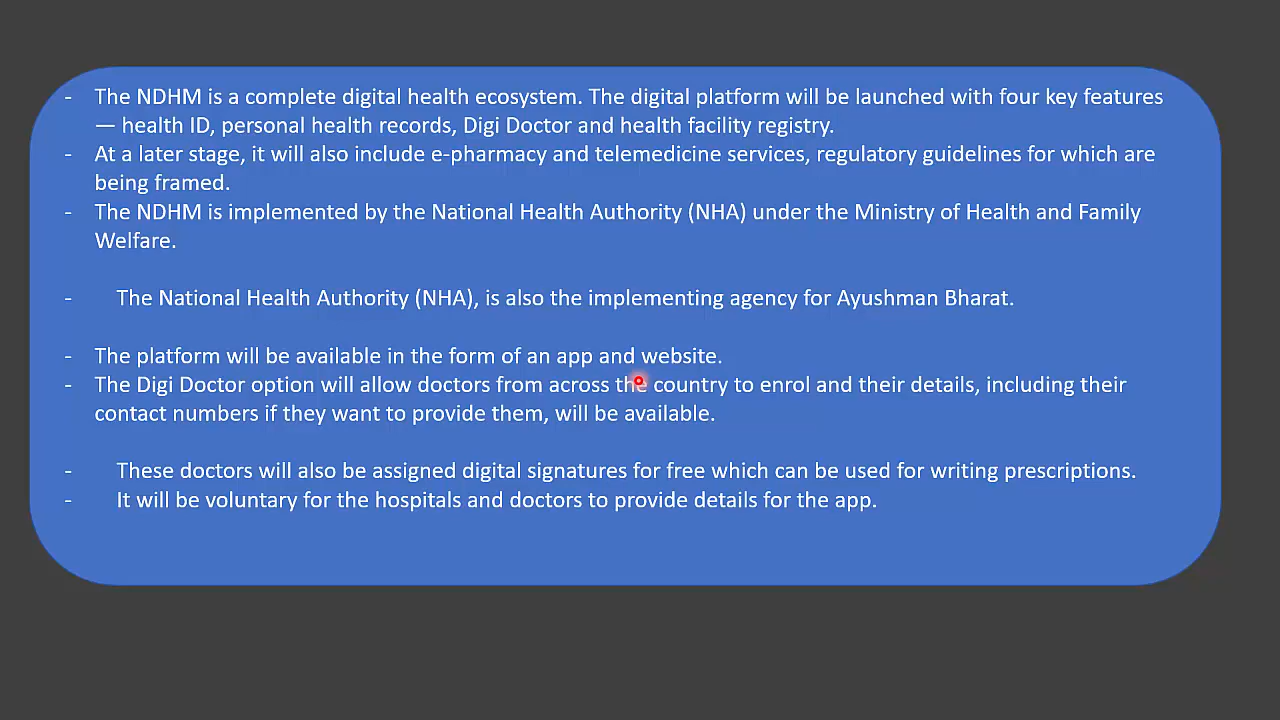 - The NDHM is a complete digital health ecosystem. The digital platform will be launched with four key features
— health ID, personal health records, Digi Doctor and health facility registry.
- At a later stage, it will also include e-pharmacy and telemedicine services, regulatory guidelines for which are
being framed.
- The NDHM is implemented by the National Health Authority (NHA) under the Ministry of Health and Family
Welfare.
- The National Health Authority (NHA), is also the implementing agency for Ayushman Bharat.
- The platform will be available in the form of an app and website.
- The Digi Doctor option will allow doctors from across the country to enrol and their details, including their
contact numbers if they want to provide them, will be available.
- These doctors will also be assigned digital signatures for free which can be used for writing prescriptions.
- It will be voluntary for the hospitals and doctors to provide details for the app.